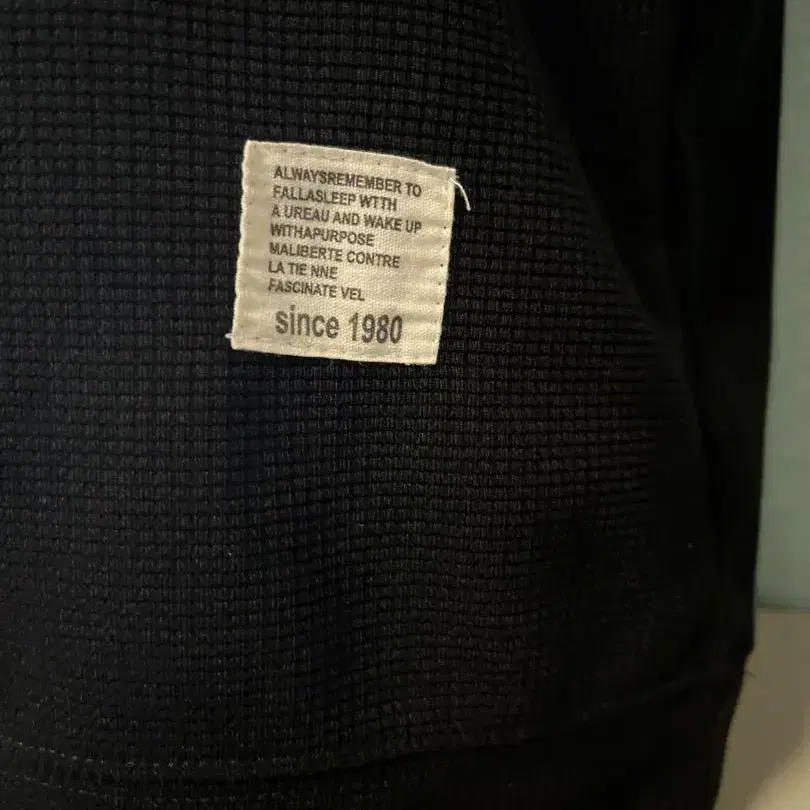 ALWAYSREMEMBER TO
FALLASLEEP WTTH
A UREAU AND WAKE UP
WITHAPURPOSE
MALIBERTE CONTRE
LA TIE NNE
FASCINATE VEL
since 1980